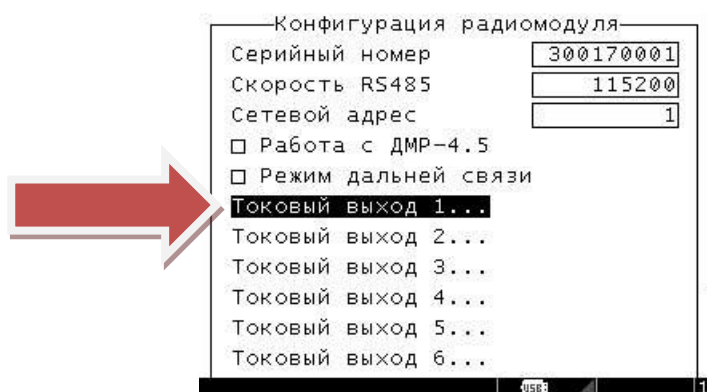 Конфигурация радиомодуля
Серийный номер 300170001
Скорость RS485 115200
Сетевой адрес 1
Работа с ДМР-4.5
Режим дальней связи
Токовый выход 1...
Токовый выход 2...
Токовый выход 3...
Токовый выход 4...
Токовый выход 5...
Токовый выход 6...
USB